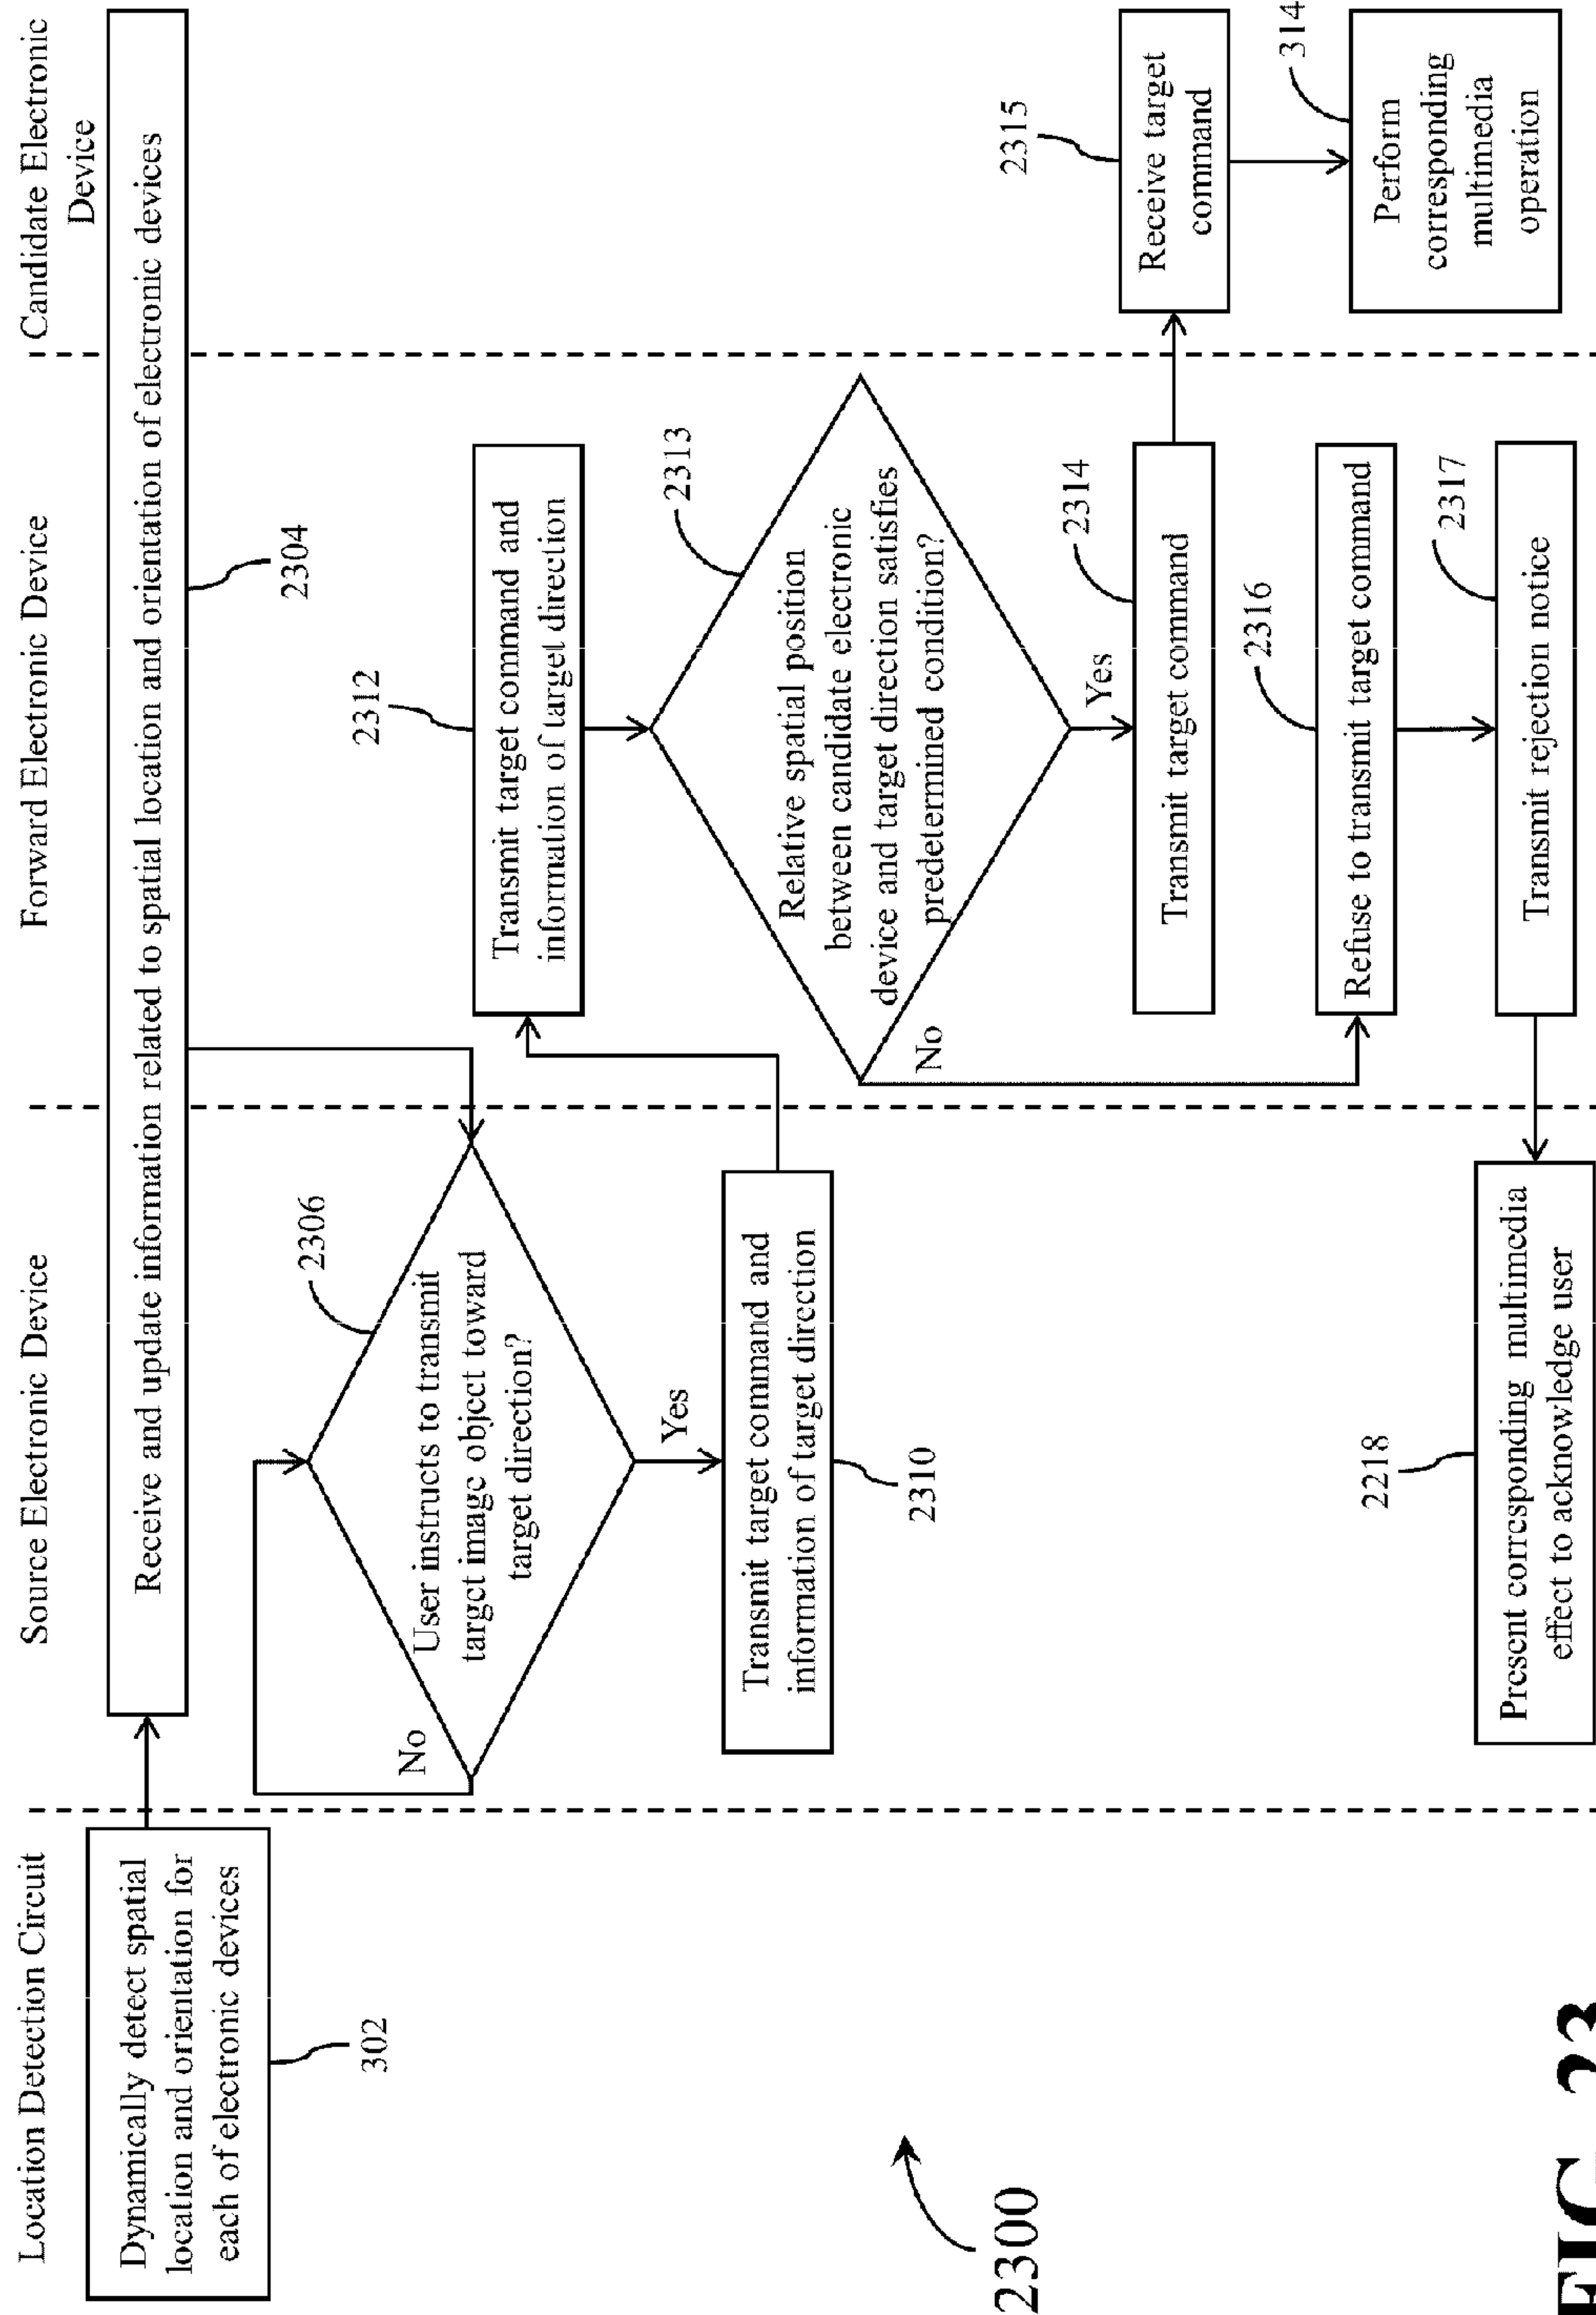 Location Detection Circuit
Source Electronic Device
Forward Electronic Device
Candidate Electronic
Device
Dynamically detect spatial
location and orientation for
each of electronic devices
302
Receive and update information related to spatial location and orientation of electronic devices
2304
User instructs to transmit
target image object toward
target direction?
2306
No
Yes
Transmit target command and
information of target direction
2310
Transmit target command and
information of target direction
2312
Relative spatial position
between candidate electronic
device and target direction satisfies
predetermined condition?
2313
No
Yes
Transmit target command
2314
Receive target
command
2315
Perform
corresponding
multimedia
operation
314
Refuse to transmit target command
2316
Transmit rejection notice
2317
Present corresponding multimedia
effect to acknowledge user
2218
2300
FIG. 23